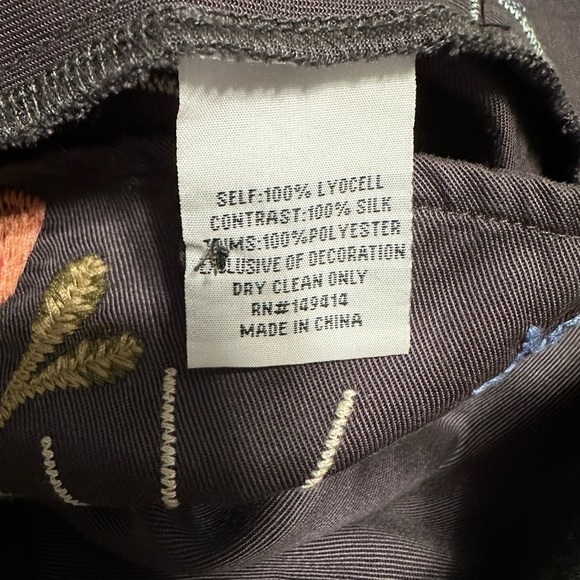 SELF:100% LYOCELL
CONTRAST:100% SILK
TRIMS:100%POLYESTER
EXCLUSIVE OF DECORATION
DRY CLEAN ONLY
RN#149414
MADE IN CHINA